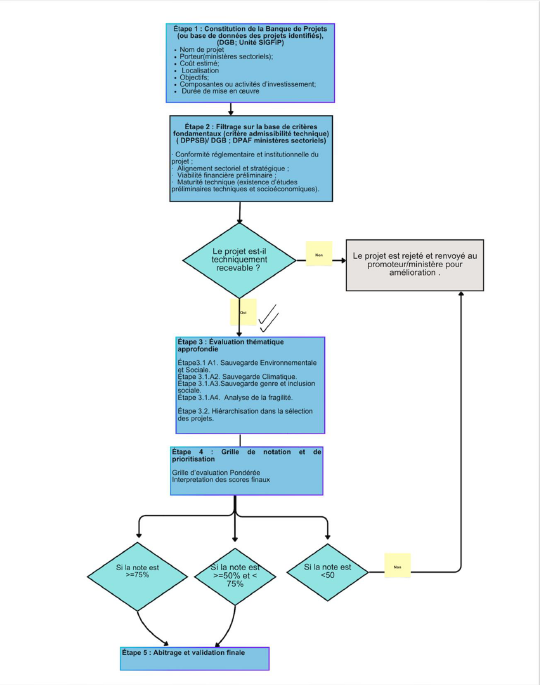 Étape 1 : Constitution de la Banque de Projets
(ou base de données des projets identifiés),
(DGB; Unité SIGFiP)
• Nom de projet
• Porteur(ministères sectoriels);
• Coût estimé;
• Localisation
• Objectifs;
• Composantes ou activités d'investissement;
• Durée de mise en œuvre
Étape 2 : Filtrage sur la base de critères
fondamentaux (critère admissibilité technique)
( DPPSB)/ DGB ; DPAF ministères sectoriels)
· Conformité réglementaire et institutionnelle du
projet ;
· Alignement sectoriel et stratégique ;
· Viabilité financière préliminaire ;
· Maturité technique (existence d'études
préliminaires techniques et socioéconomiques).
Le projet est-il
techniquement
recevable ?
Non
Le projet est rejeté et renvoyé au
promoteur/ministère pour
amélioration .
Oui
Étape 3 : Évaluation thématique
approfondie
Étape3.1 A1. Sauvegarde Environnementale
et Sociale.
Étape 3.1.A2. Sauvegarde Climatique.
Étape 3.1.A3.Sauvegarde genre et inclusion
sociale.
Étape 3.1.A4. Analyse de la fragilité.
Étape 3.2. Hiérarchisation dans la sélection
des projets.
Étape 4 : Grille de notation et de
prioritisation
Grille d'evaluation Pondérée
Interpretation des scores finaux
Si la note est
>=75%
Si la note est
>=50% et <
75%
Si la note est
<50
Non
Étape 5 : Abitrage et validation finale